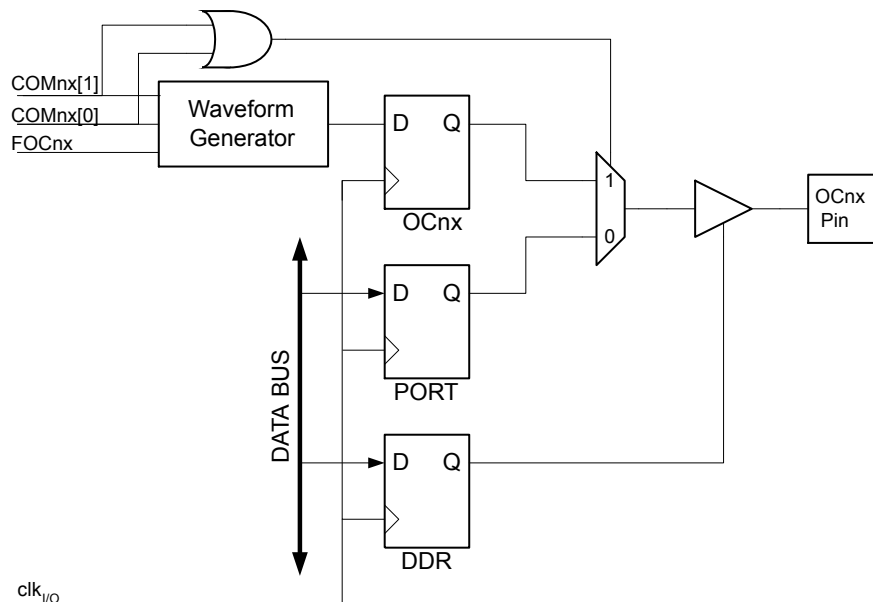 COMnx[1]
COMnx[0]
FOCnx
Waveform
Generator
D Q
OCnx
1
0
OCnx
Pin
D Q
PORT
DATA BUS
D Q
DDR
clkI/O